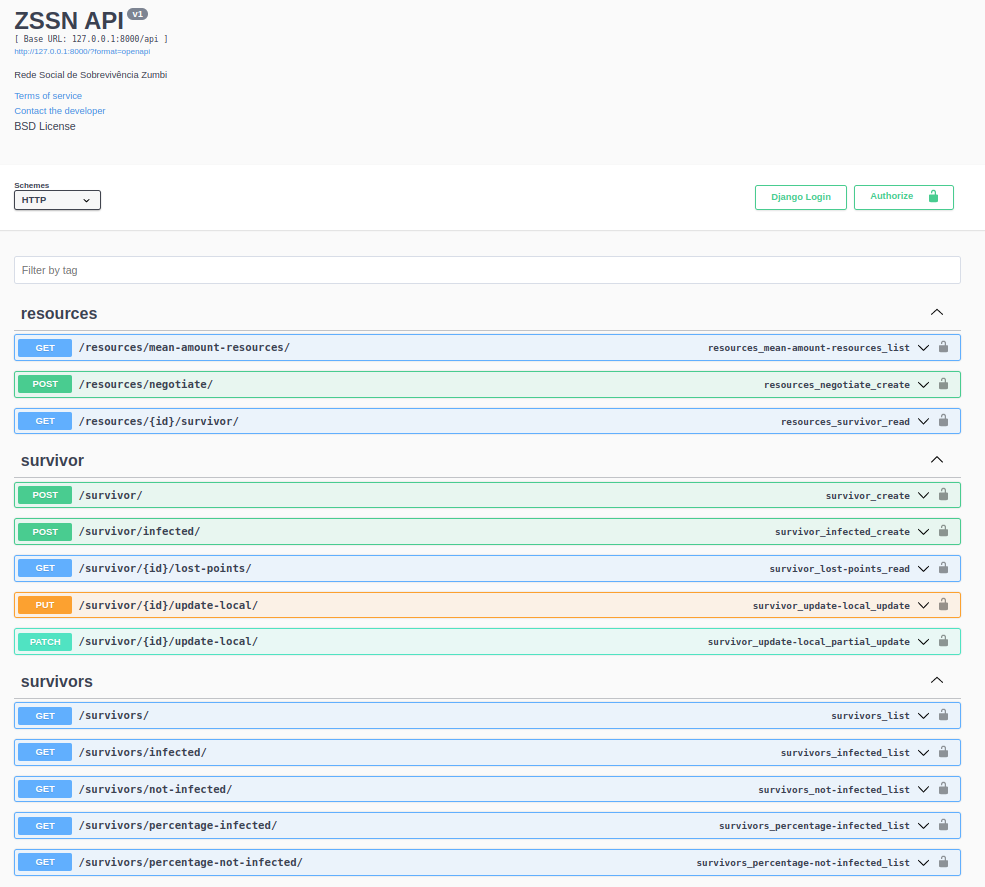 ZSSN API v1
[ Base URL: 127.0.0.1:8000/api ]
http://127.0.0.1:8000/?format=openapi
Rede Social de Sobrevivência Zumbi
Terms of service
Contact the developer
BSD License
Schemes
HTTP
Django Login
Authorize
Filter by tag
resources
GET /resources/mean-amount-resources/ resources_mean-amount-resources_list
POST /resources/negotiate/ resources_negotiate_create
GET /resources/{id}/survivor/ resources_survivor_read
survivor
POST /survivor/ survivor_create
POST /survivor/infected/ survivor_infected_create
GET /survivor/{id}/lost-points/ survivor_lost-points_read
PUT /survivor/{id}/update-local/ survivor_update-local_update
PATCH /survivor/{id}/update-local/ survivor_update-local_partial_update
survivors
GET /survivors/ survivors_list
GET /survivors/infected/ survivors_infected_list
GET /survivors/not-infected/ survivors_not-infected_list
GET /survivors/percentage-infected/ survivors_percentage-infected_list
GET /survivors/percentage-not-infected/ survivors_percentage-not-infected_list